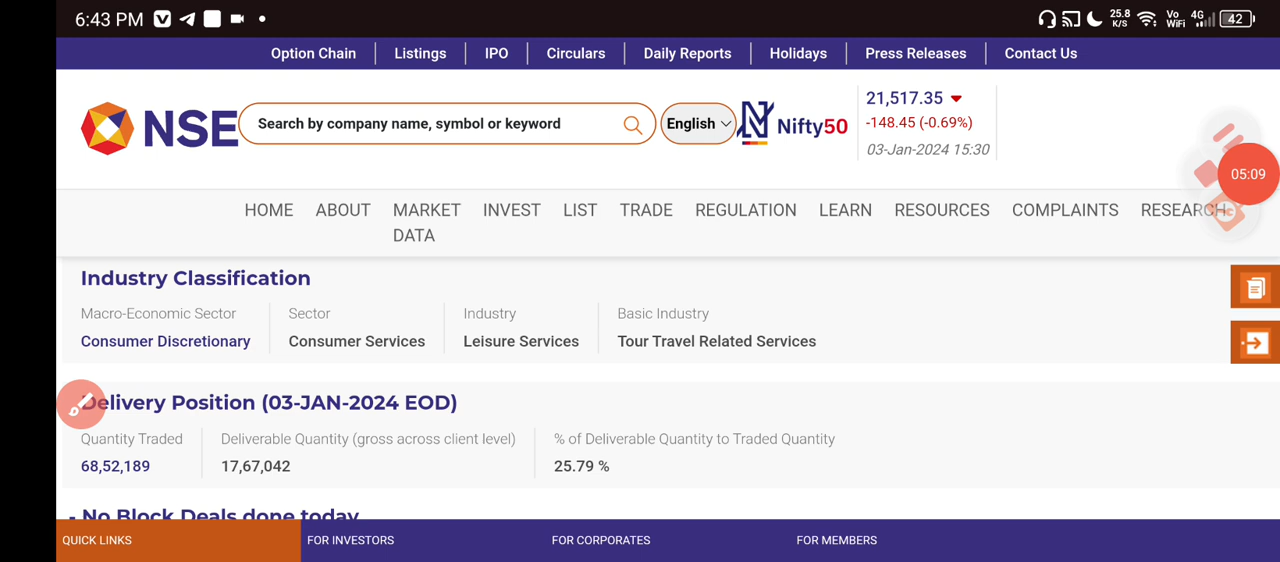 6:43 PM
25.8 K/S Vo WiFi 4G 42
Option Chain Listings IPO Circulars Daily Reports Holidays Press Releases Contact Us
NSE
Search by company name, symbol or keyword
English
Nifty50
21,517.35
-148.45 (-0.69%)
03-Jan-2024 15:30
05:09
HOME ABOUT MARKET DATA INVEST LIST TRADE REGULATION LEARN RESOURCES COMPLAINTS RESEARCH
Industry Classification
Macro-Economic Sector Sector Industry Basic Industry
Consumer Discretionary Consumer Services Leisure Services Tour Travel Related Services
Delivery Position (03-JAN-2024 EOD)
Quantity Traded Deliverable Quantity (gross across client level) % of Deliverable Quantity to Traded Quantity
68,52,189 17,67,042 25.79 %
- No Block Deals done today
QUICK LINKS FOR INVESTORS FOR CORPORATES FOR MEMBERS